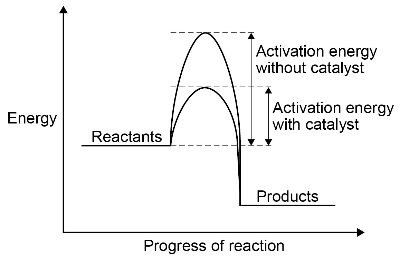 Activation energy
without catalyst
Activation energy
with catalyst
Energy
Reactants
Products
Progress of reaction